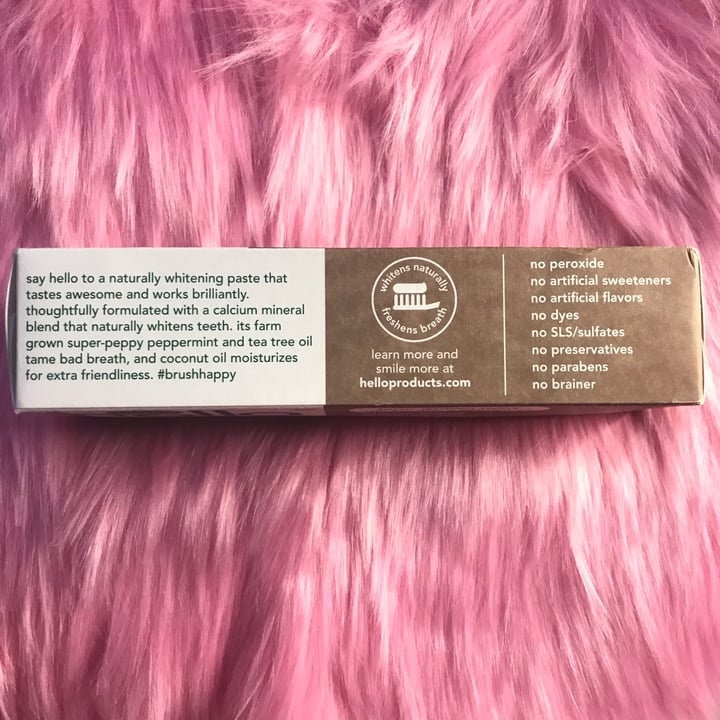 say hello to a naturally whitening paste that
tastes awesome and works brilliantly.
thoughtfully formulated with a calcium mineral
blend that naturally whitens teeth. its farm
grown super-peppy peppermint and tea tree oil
tame bad breath, and coconut oil moisturizes
for extra friendliness. #brushhappy
whitens naturally
freshens breath
learn more and
smile more at
helloproducts.com
no peroxide
no artificial sweeteners
no artificial flavors
no dyes
no SLS/sulfates
no preservatives
no parabens
no brainer